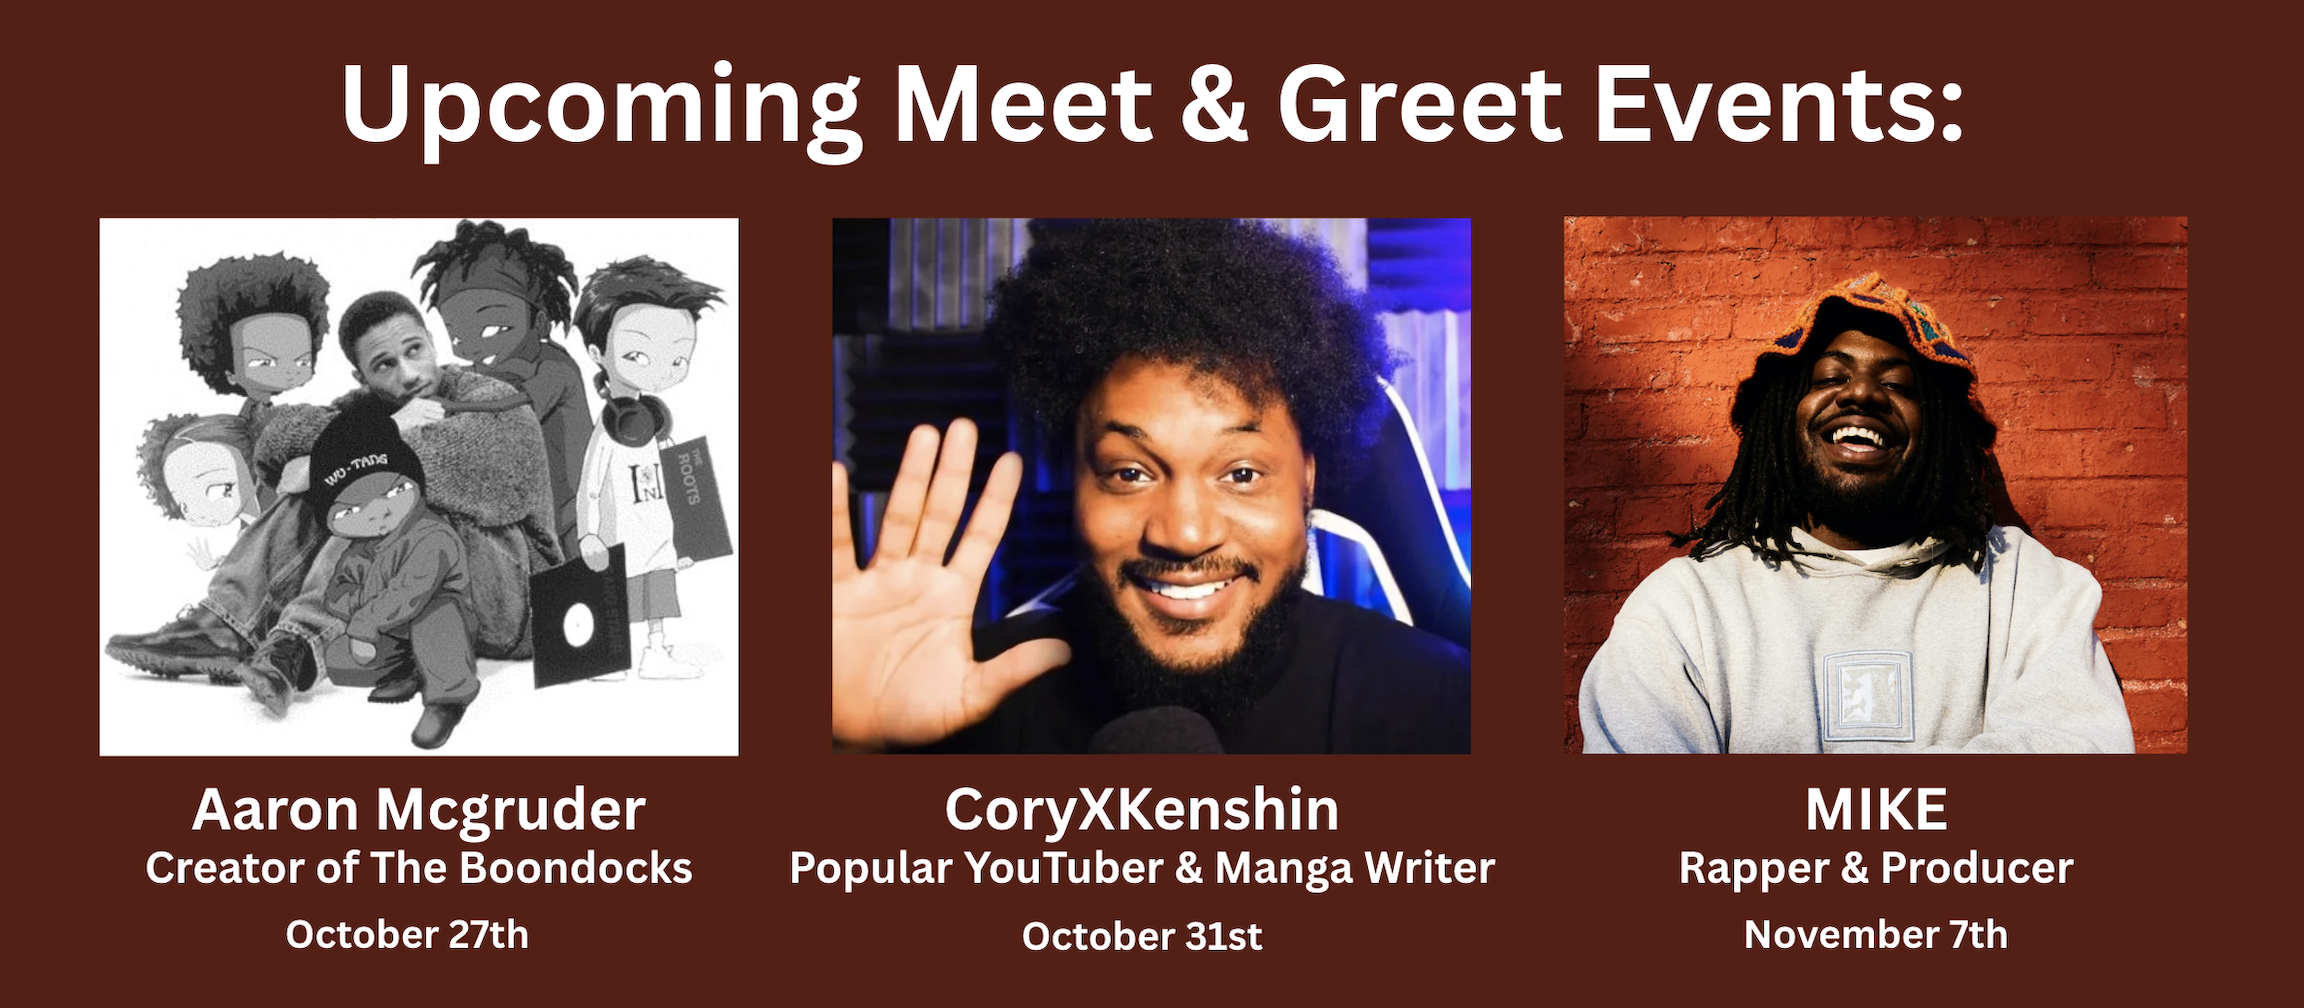 Upcoming Meet & Greet Events:
WU-TANG
THE
ROOTS
Aaron Mcgruder
Creator of The Boondocks
October 27th
CoryXKenshin
Popular YouTuber & Manga Writer
October 31st
MIKE
Rapper & Producer
November 7th